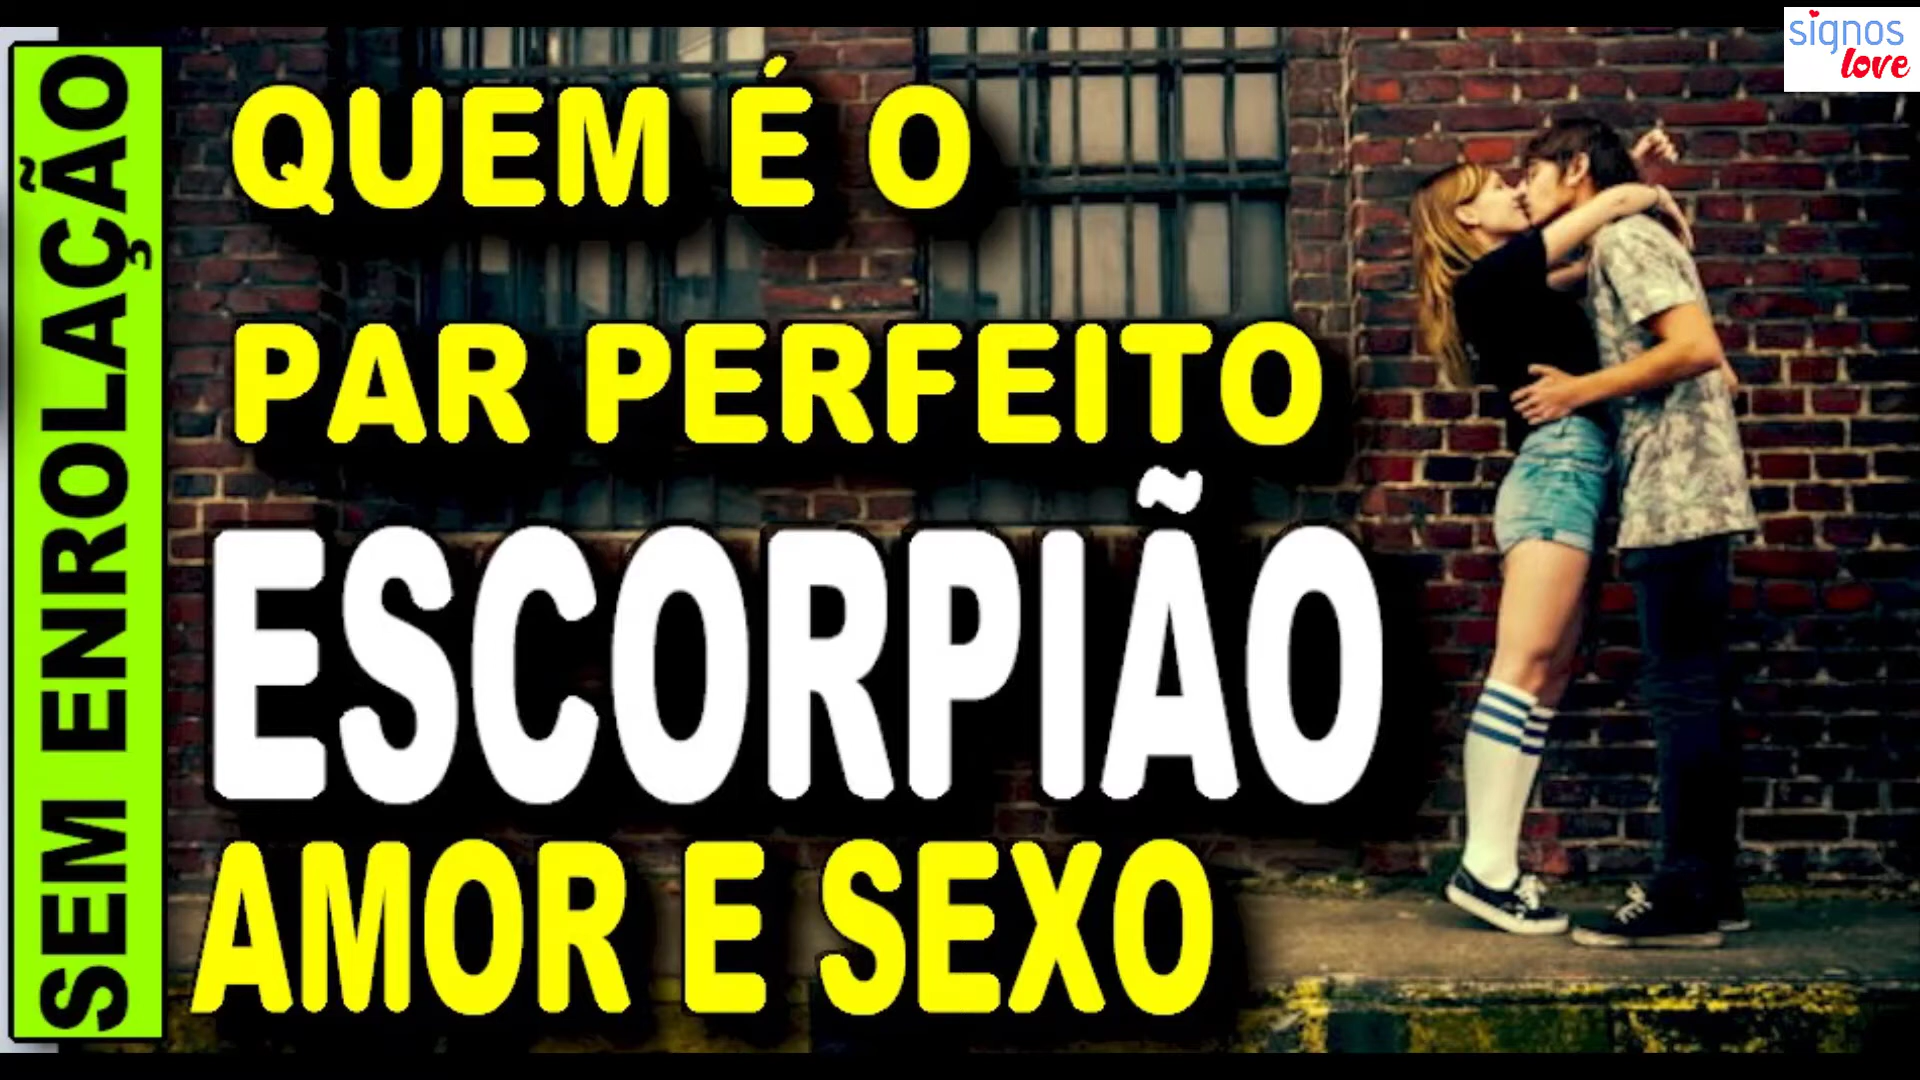 SEM ENROLAÇÃO
QUEM É O
PAR PERFEITO
ESCORPIÃO
AMOR E SEXO
signos
love